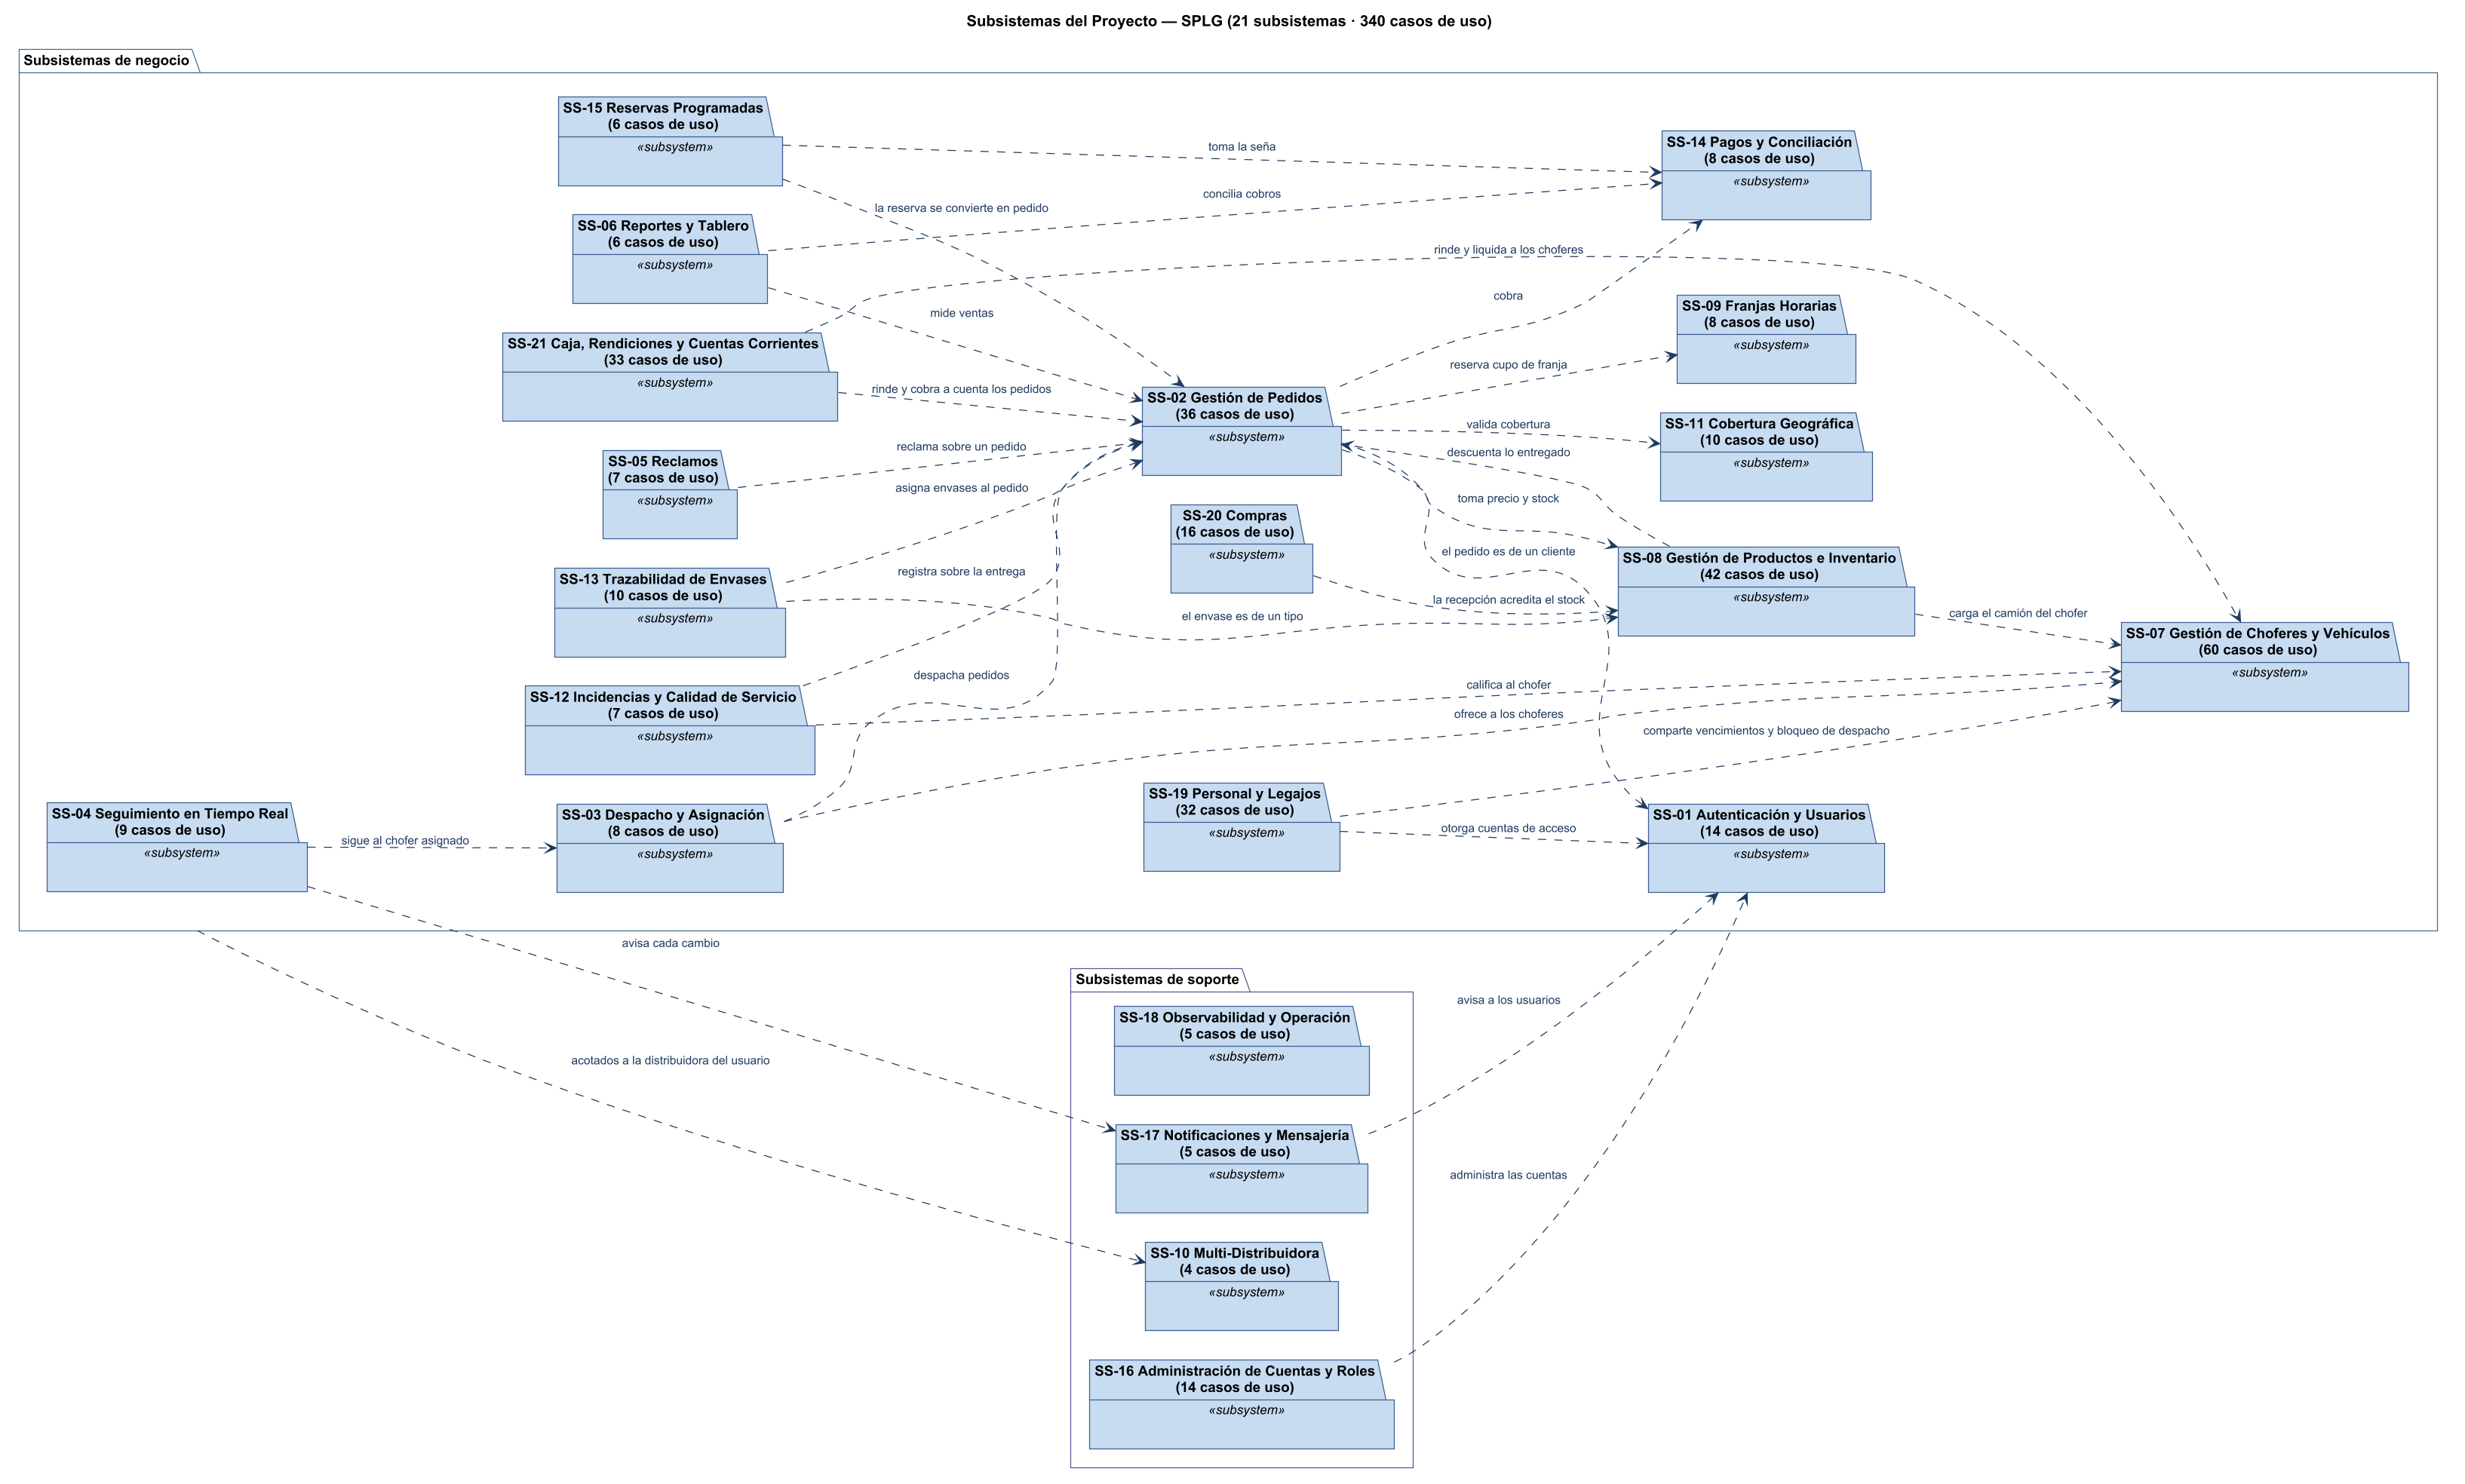 Subsistemas del Proyecto — SPLG (21 subsistemas · 340 casos de uso)
Subsistemas de negocio
SS-15 Reservas Programadas
(6 casos de uso)
«subsystem»
SS-14 Pagos y Conciliación
(8 casos de uso)
«subsystem»
toma la seña
concilia cobros
la reserva se convierte en pedido
SS-06 Reportes y Tablero
(6 casos de uso)
«subsystem»
rinde y liquida a los choferes
cobra
mide ventas
SS-09 Franjas Horarias
(8 casos de uso)
«subsystem»
SS-21 Caja, Rendiciones y Cuentas Corrientes
(33 casos de uso)
«subsystem»
rinde y cobra a cuenta los pedidos
reserva cupo de franja
SS-02 Gestión de Pedidos
(36 casos de uso)
«subsystem»
valida cobertura
SS-11 Cobertura Geográfica
(10 casos de uso)
«subsystem»
reclama sobre un pedido
descuenta lo entregado
SS-05 Reclamos
(7 casos de uso)
«subsystem»
asigna envases al pedido
toma precio y stock
SS-20 Compras
(16 casos de uso)
«subsystem»
el pedido es de un cliente
SS-08 Gestión de Productos e Inventario
(42 casos de uso)
«subsystem»
SS-13 Trazabilidad de Envases
(10 casos de uso)
«subsystem»
registra sobre la entrega
la recepción acredita el stock
el envase es de un tipo
carga el camión del chofer
SS-07 Gestión de Choferes y Vehículos
(60 casos de uso)
«subsystem»
despacha pedidos
SS-12 Incidencias y Calidad de Servicio
(7 casos de uso)
«subsystem»
califica al chofer
ofrece a los choferes
comparte vencimientos y bloqueo de despacho
SS-04 Seguimiento en Tiempo Real
(9 casos de uso)
«subsystem»
sigue al chofer asignado
SS-03 Despacho y Asignación
(8 casos de uso)
«subsystem»
SS-19 Personal y Legajos
(32 casos de uso)
«subsystem»
otorga cuentas de acceso
SS-01 Autenticación y Usuarios
(14 casos de uso)
«subsystem»
avisa cada cambio
acotados a la distribuidora del usuario
Subsistemas de soporte
SS-18 Observabilidad y Operación
(5 casos de uso)
«subsystem»
avisa a los usuarios
SS-17 Notificaciones y Mensajería
(5 casos de uso)
«subsystem»
administra las cuentas
SS-10 Multi-Distribuidora
(4 casos de uso)
«subsystem»
SS-16 Administración de Cuentas y Roles
(14 casos de uso)
«subsystem»